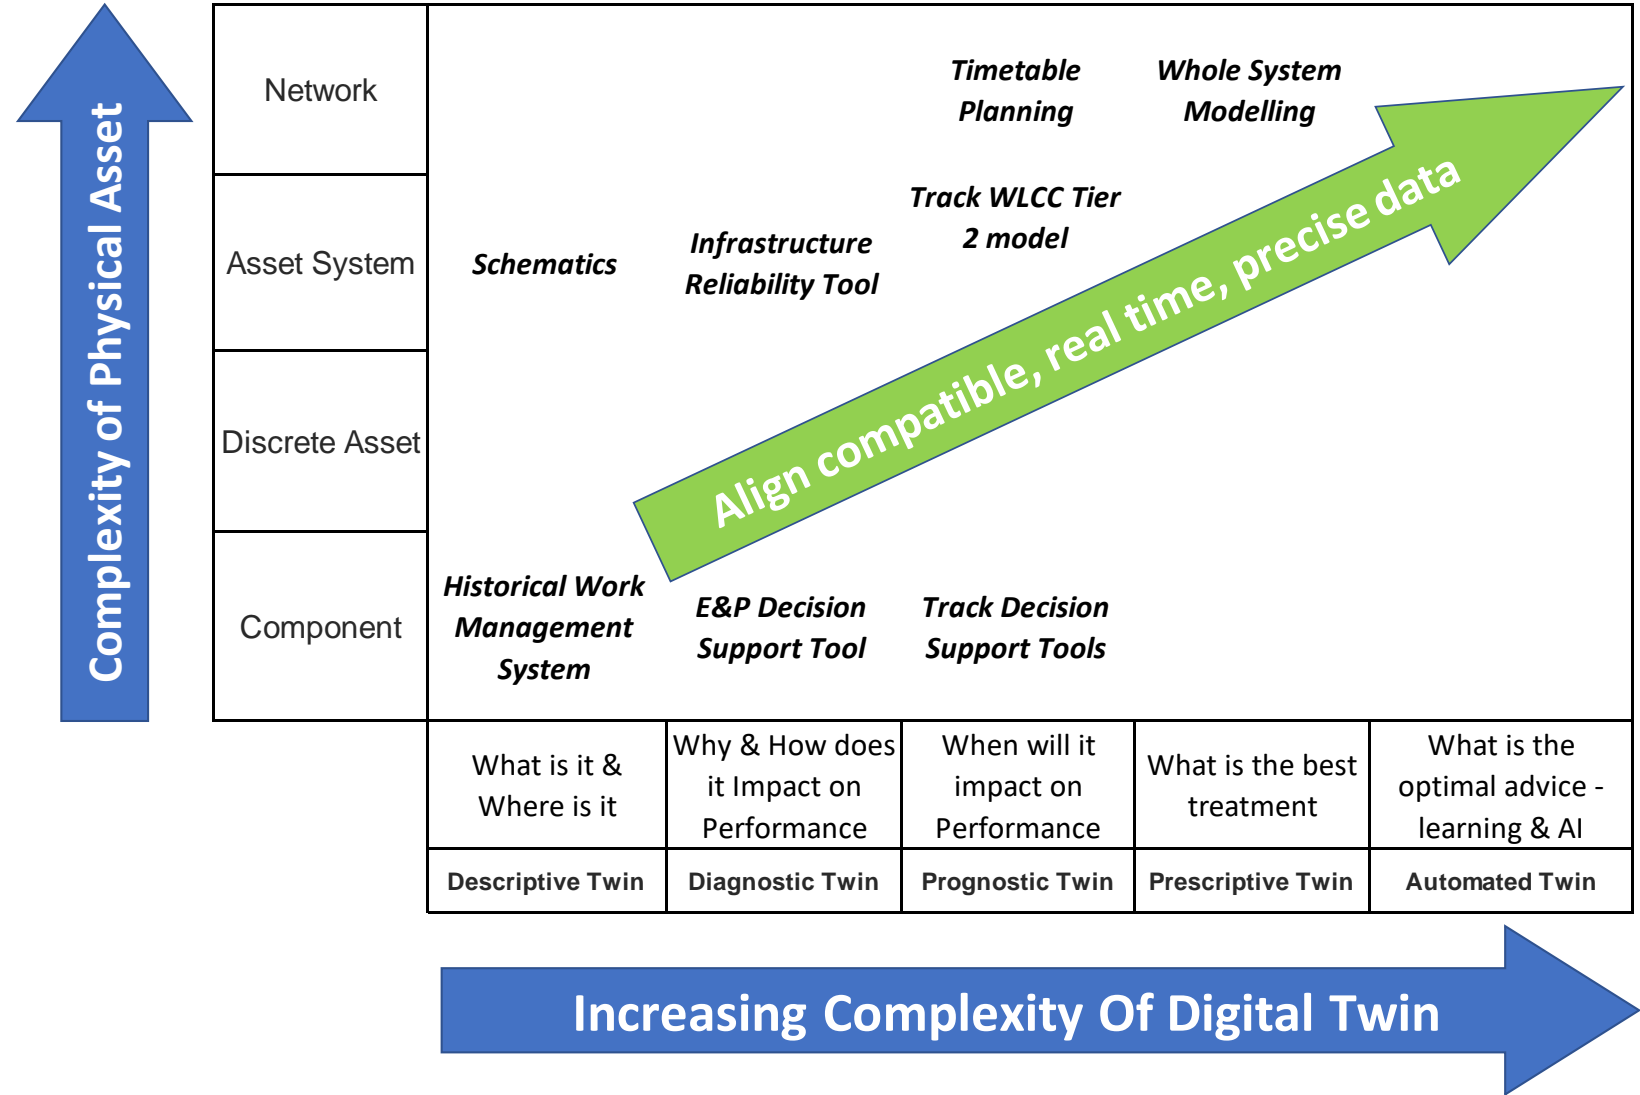 Complexity of Physical Asset
Network
Timetable
Planning
Whole System
Modelling
Asset System
Schematics
Infrastructure
Reliability Tool
Track WLCC Tier
2 model
Align compatible, real time, precise data
Discrete Asset
Component
Historical Work
Management
System
E&P Decision
Support Tool
Track Decision
Support Tools
What is it &
Where is it
Why & How does
it Impact on
Performance
When will it
impact on
Performance
What is the best
treatment
What is the
optimal advice -
learning & AI
Descriptive Twin
Diagnostic Twin
Prognostic Twin
Prescriptive Twin
Automated Twin
Increasing Complexity Of Digital Twin